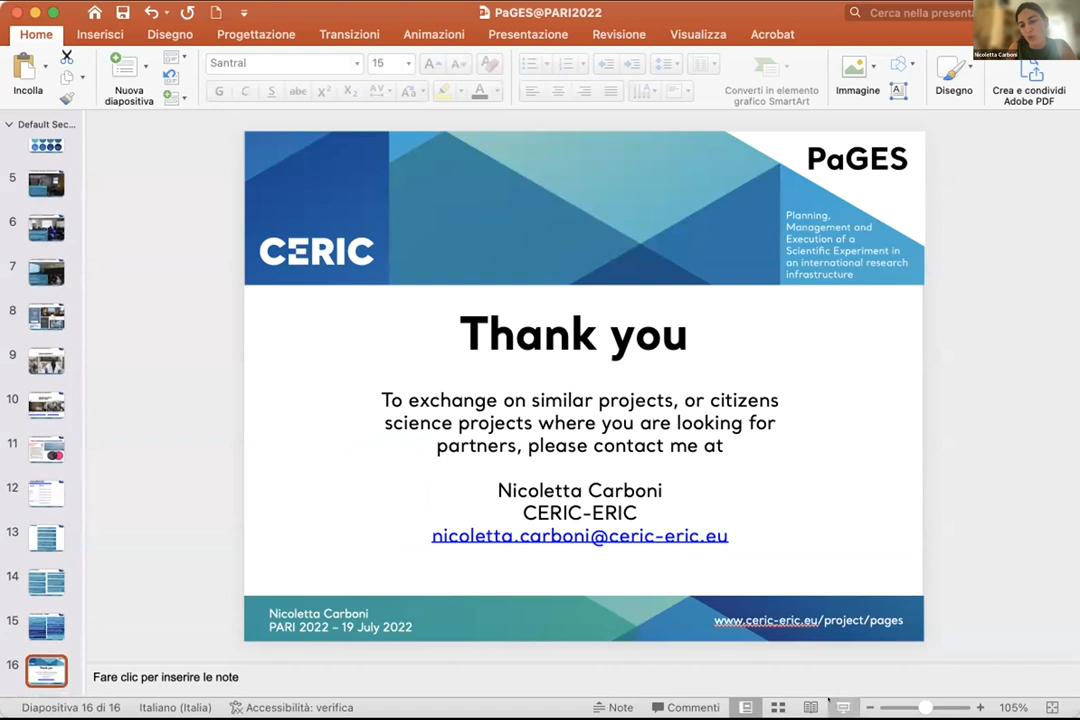 PaGES@PARI2022
Cerca nella presenta
Home Inserisci Disegno Progettazione Transizioni Animazioni Presentazione Revisione Visualizza Acrobat
Nicoletta Carboni
Incolla
Nuova
diapositiva
Santral 15
G C S abc X² X₂ AV Aa A
Converti in elemento
grafico SmartArt
Immagine
Disegno
Crea e condividi
Adobe PDF
Default Sec...
5
6
7
8
9
10
11
12
13
14
15
16
CERIC
PaGES
Planning,
Management and
Execution of a
Scientific Experiment in
an international research
infrastructure
Thank you
To exchange on similar projects, or citizens
science projects where you are looking for
partners, please contact me at
Nicoletta Carboni
CERIC-ERIC
nicoletta.carboni@ceric-eric.eu
Nicoletta Carboni
PARI 2022 – 19 July 2022
www.ceric-eric.eu/project/pages
Fare clic per inserire le note
Diapositiva 16 di 16 Italiano (Italia) Accessibilità: verifica Note Commenti 105%